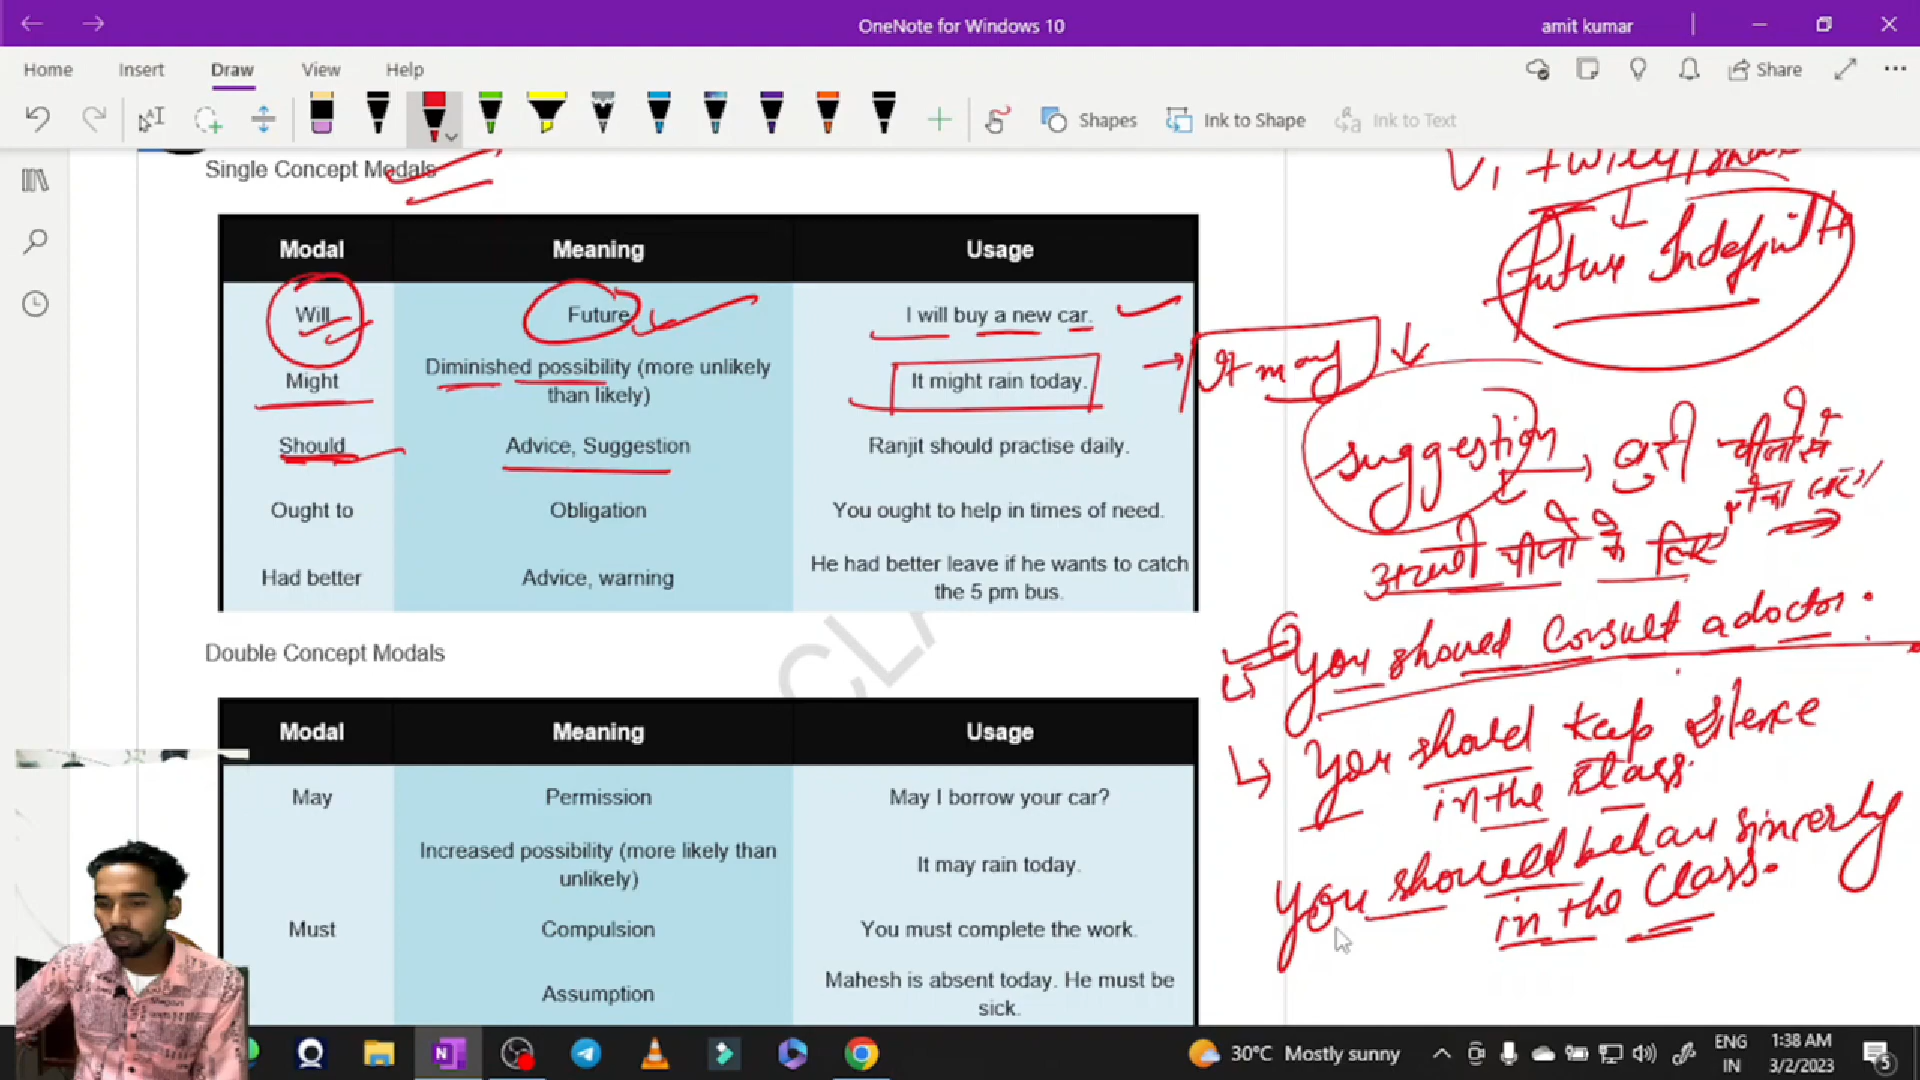 OneNote for Windows 10
amit kumar
Home Insert Draw View Help
Share
Shapes Ink to Shape Ink to Text
Single Concept Modals
Modal Meaning Usage
Will Future I will buy a new car.
Might Diminished possibility (more unlikely than likely) It might rain today.
Should Advice, Suggestion Ranjit should practise daily.
Ought to Obligation You ought to help in times of need.
Had better Advice, warning He had better leave if he wants to catch
the 5 pm bus.
Double Concept Modals
Modal Meaning Usage
May Permission May I borrow your car?
Increased possibility (more likely than
unlikely) It may rain today.
Must Compulsion You must complete the work.
Assumption Mahesh is absent today. He must be
sick.
V1 + will/shall
Future Indefinite
It may
suggestion
के लिए
You should consult a doctor.
You should keep silence
in the class.
You should behave sincerly
in the class.
CLA
30°C Mostly sunny
ENG
IN
1:38 AM
3/2/2023
5